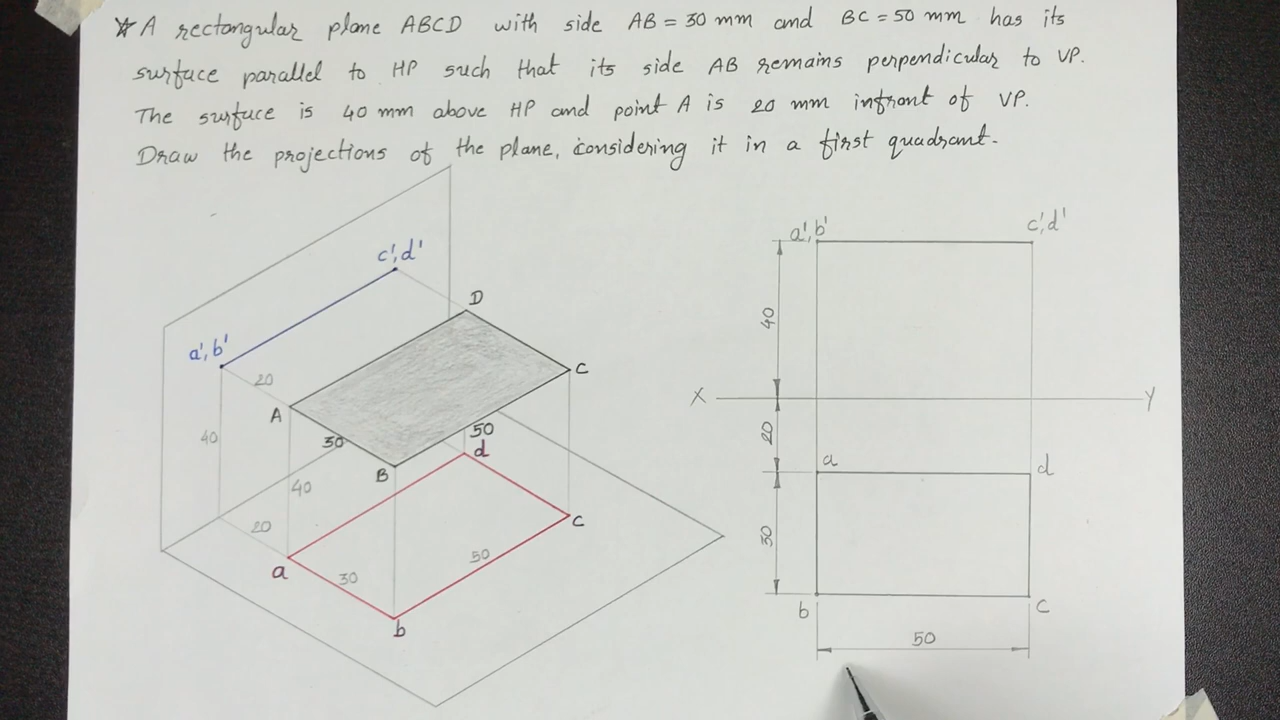 ☆ A rectangular plane ABCD with side AB = 30 mm and BC = 50 mm has its
surface parallel to HP such that its side AB remains perpendicular to VP.
The surface is 40 mm above HP and point A is 20 mm infront of VP.
Draw the projections of the plane, considering it in a first quadrant.
c',d'
D
a',b'
20
A
C
40
30
50
B
d
40
20
c
50
a
30
b
a',b'
c',d'
40
X
Y
20
a
d
30
b
c
50